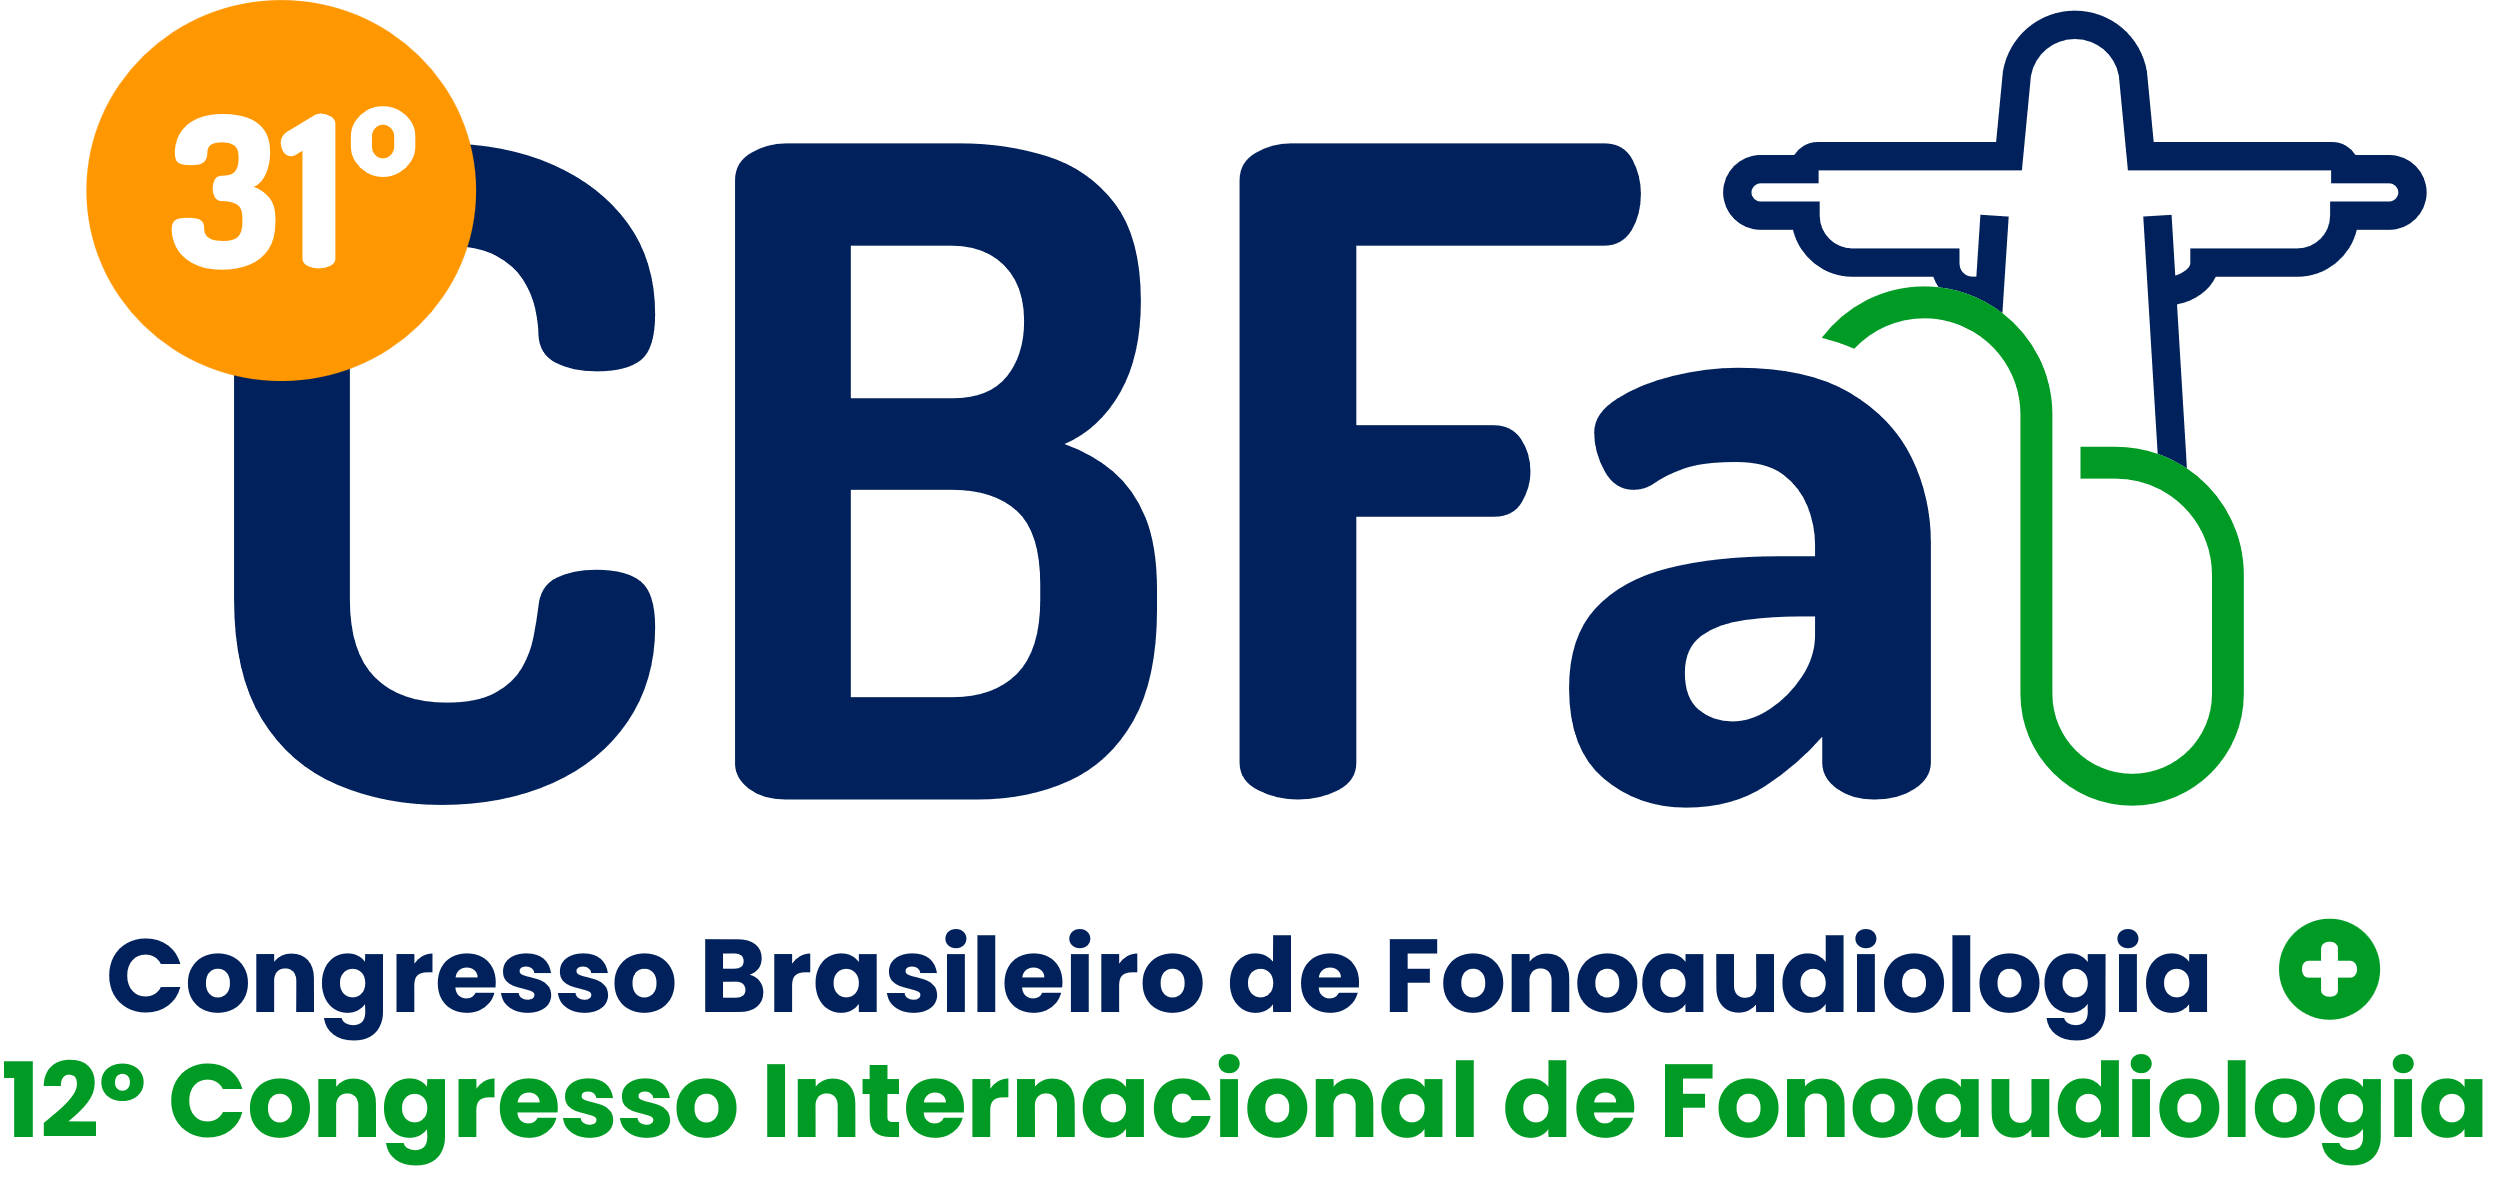 31º
CBFa
Congresso Brasileiro de Fonoaudiologia +
12º Congresso Internacional de Fonoaudiologia